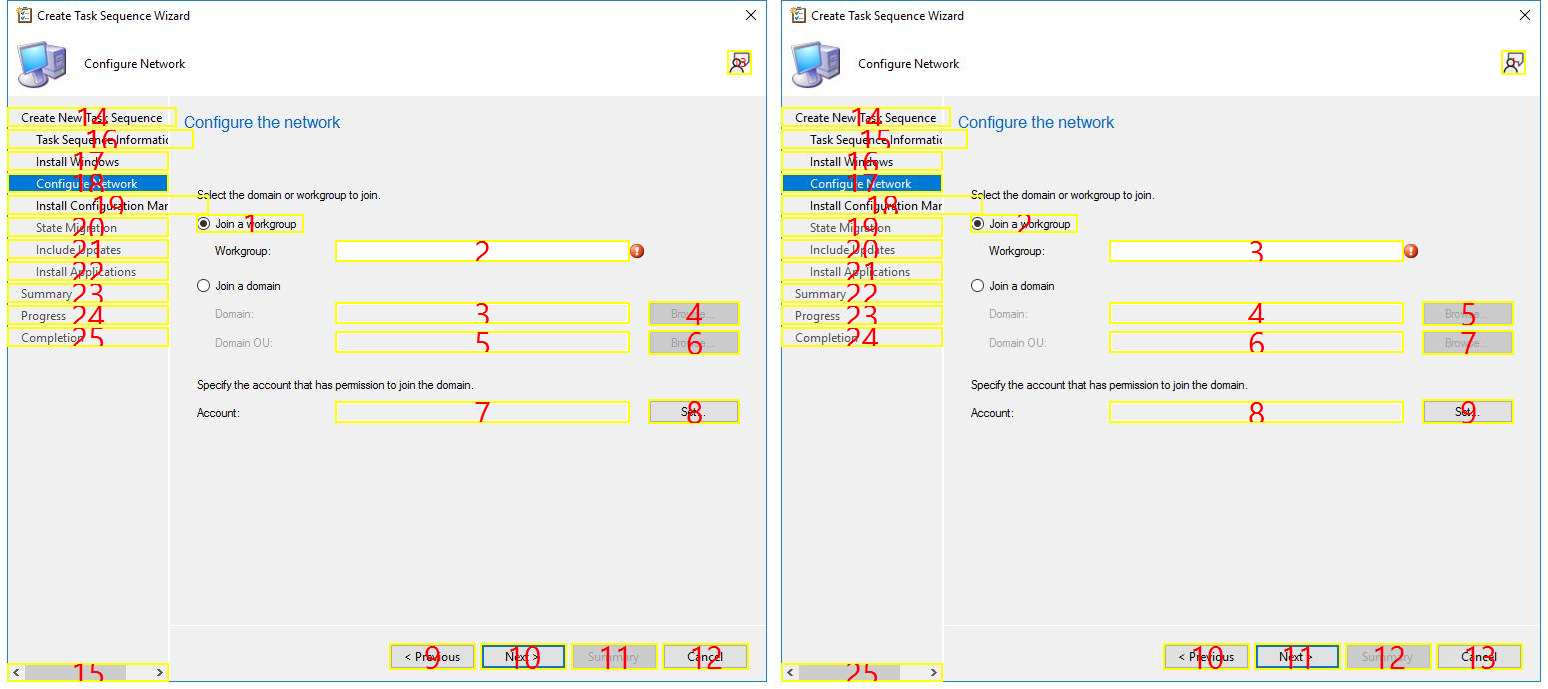 Create Task Sequence Wizard
Configure Network
13
14
Create New Task Sequence
16
Task Sequence Informatic
17
Install Windows
18
Configure Network
19
Install Configuration Mar
20
State Migration
21
Include Updates
22
Install Applications
23
Summary
24
Progress
25
Completion
15
Configure the network
Select the domain or workgroup to join.
1
Join a workgroup
Workgroup:
2
Join a domain
Domain:
3
4
Browse...
Domain OU:
5
6
Browse...
Specify the account that has permission to join the domain.
Account:
7
8
Set...
9
< Previous
10
Next >
11
Summary
12
Cancel
Create Task Sequence Wizard
Configure Network
14
Create New Task Sequence
15
Task Sequence Informatic
16
Install Windows
17
Configure Network
18
Install Configuration Mar
19
State Migration
20
Include Updates
21
Install Applications
22
Summary
23
Progress
24
Completion
25
Configure the network
Select the domain or workgroup to join.
2
Join a workgroup
Workgroup:
3
Join a domain
Domain:
4
5
Browse...
Domain OU:
6
7
Browse...
Specify the account that has permission to join the domain.
Account:
8
9
Set...
10
< Previous
11
Next >
12
Summary
13
Cancel